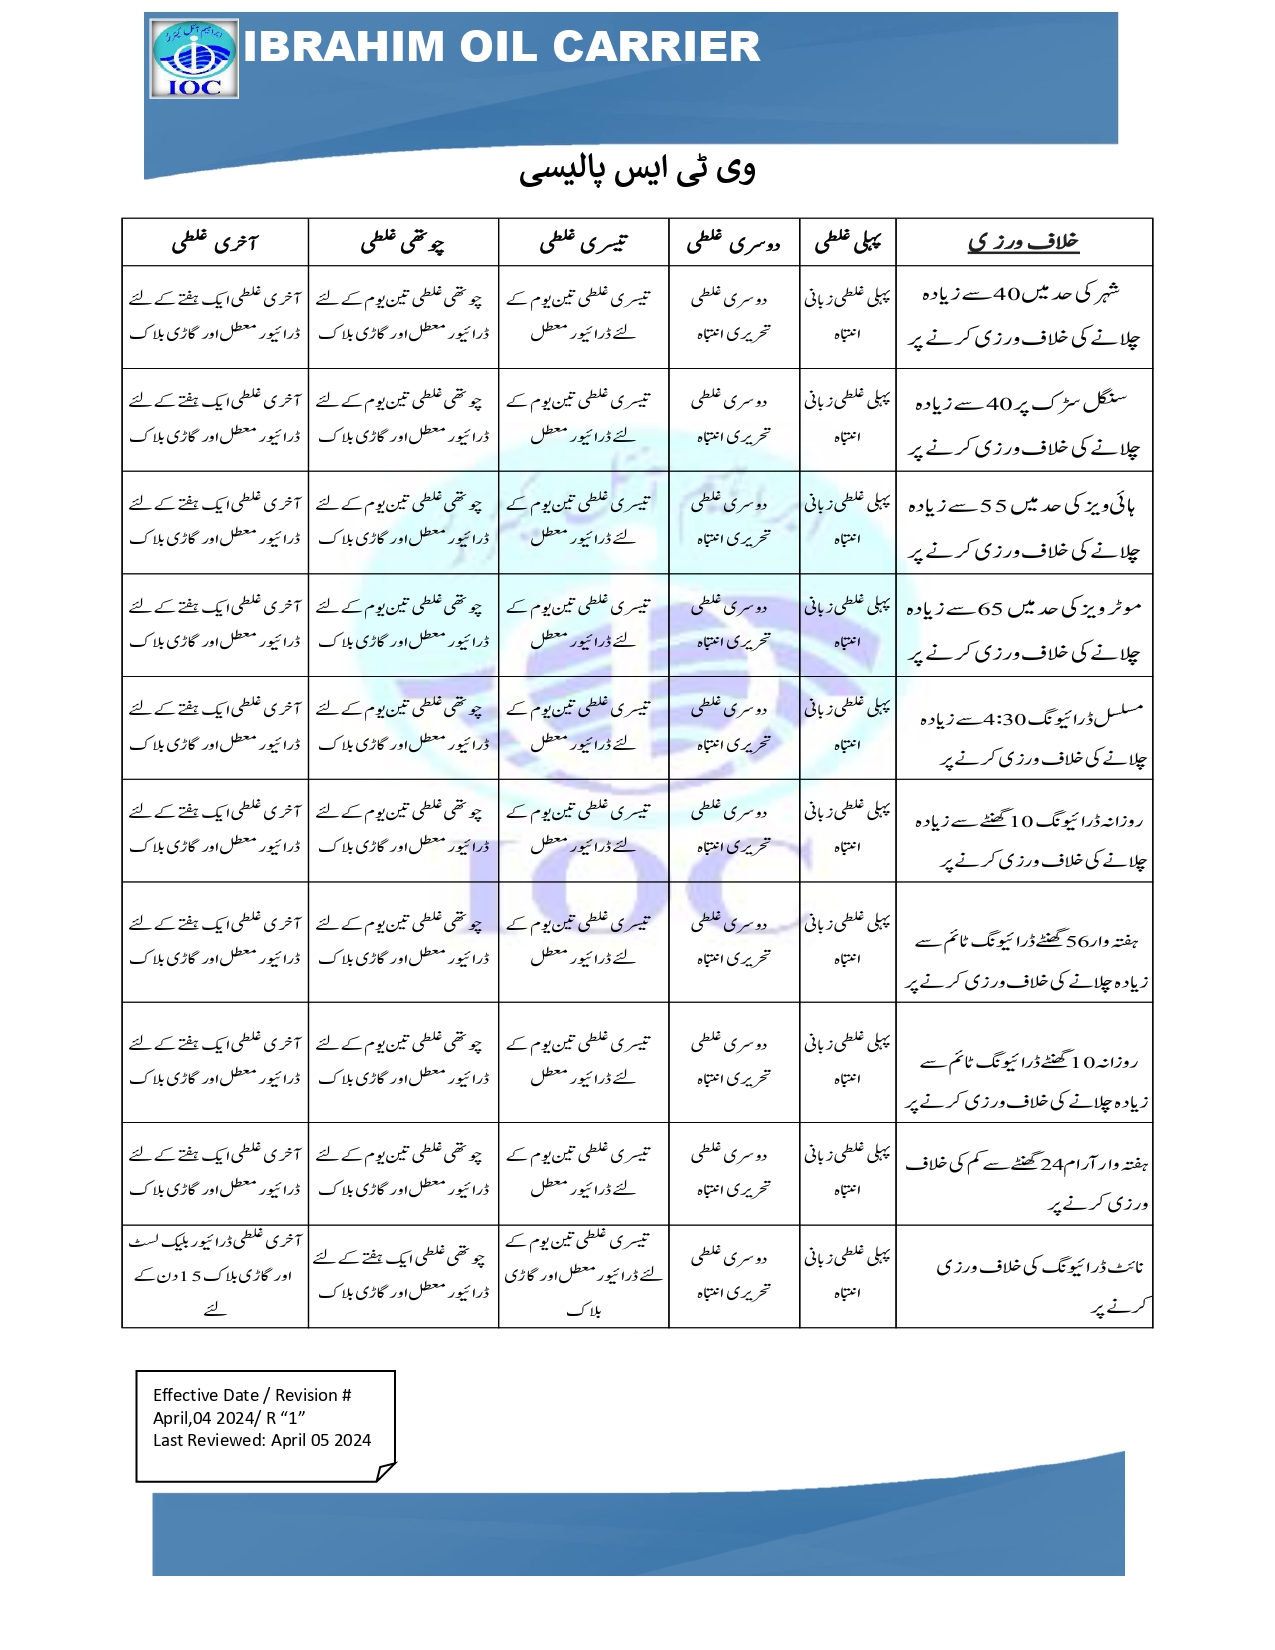 ابراہیم آئل کیریئر
IOC
IBRAHIM OIL CARRIER
وی ٹی ایس پالیسی
خلاف ورزی
پہلی غلطی
دوسری غلطی
تیسری غلطی
چوتھی غلطی
آخری غلطی
شہر کی حد میں 40 سے زیادہ
چلانے کی خلاف ورزی کرنے پر
پہلی غلطی زبانی
انتباہ
دوسری غلطی
تحریری انتباہ
تیسری غلطی تین یوم کے
لئے ڈرائیور معطل
چوتھی غلطی تین یوم کے لئے
ڈرائیور معطل اور گاڑی بلاک
آخری غلطی ایک ہفتے کے لئے
ڈرائیور معطل اور گاڑی بلاک
سنگل سڑک پر 40 سے زیادہ
چلانے کی خلاف ورزی کرنے پر
پہلی غلطی زبانی
انتباہ
دوسری غلطی
تحریری انتباہ
تیسری غلطی تین یوم کے
لئے ڈرائیور معطل
چوتھی غلطی تین یوم کے لئے
ڈرائیور معطل اور گاڑی بلاک
آخری غلطی ایک ہفتے کے لئے
ڈرائیور معطل اور گاڑی بلاک
ہائی ویز کی حد میں 55 سے زیادہ
چلانے کی خلاف ورزی کرنے پر
پہلی غلطی زبانی
انتباہ
دوسری غلطی
تحریری انتباہ
تیسری غلطی تین یوم کے
لئے ڈرائیور معطل
چوتھی غلطی تین یوم کے لئے
ڈرائیور معطل اور گاڑی بلاک
آخری غلطی ایک ہفتے کے لئے
ڈرائیور معطل اور گاڑی بلاک
موٹر ویز کی حد میں 65 سے زیادہ
چلانے کی خلاف ورزی کرنے پر
پہلی غلطی زبانی
انتباہ
دوسری غلطی
تحریری انتباہ
تیسری غلطی تین یوم کے
لئے ڈرائیور معطل
چوتھی غلطی تین یوم کے لئے
ڈرائیور معطل اور گاڑی بلاک
آخری غلطی ایک ہفتے کے لئے
ڈرائیور معطل اور گاڑی بلاک
مسلسل ڈرائیونگ 4:30 سے زیادہ
چلانے کی خلاف ورزی کرنے پر
پہلی غلطی زبانی
انتباہ
دوسری غلطی
تحریری انتباہ
تیسری غلطی تین یوم کے
لئے ڈرائیور معطل
چوتھی غلطی تین یوم کے لئے
ڈرائیور معطل اور گاڑی بلاک
آخری غلطی ایک ہفتے کے لئے
ڈرائیور معطل اور گاڑی بلاک
روزانہ ڈرائیونگ 10 گھنٹے سے زیادہ
چلانے کی خلاف ورزی کرنے پر
پہلی غلطی زبانی
انتباہ
دوسری غلطی
تحریری انتباہ
تیسری غلطی تین یوم کے
لئے ڈرائیور معطل
چوتھی غلطی تین یوم کے لئے
ڈرائیور معطل اور گاڑی بلاک
آخری غلطی ایک ہفتے کے لئے
ڈرائیور معطل اور گاڑی بلاک
ہفتہ وار 56 گھنٹے ڈرائیونگ ٹائم سے
زیادہ چلانے کی خلاف ورزی کرنے پر
پہلی غلطی زبانی
انتباہ
دوسری غلطی
تحریری انتباہ
تیسری غلطی تین یوم کے
لئے ڈرائیور معطل
چوتھی غلطی تین یوم کے لئے
ڈرائیور معطل اور گاڑی بلاک
آخری غلطی ایک ہفتے کے لئے
ڈرائیور معطل اور گاڑی بلاک
روزانہ 10 گھنٹے ڈرائیونگ ٹائم سے
زیادہ چلانے کی خلاف ورزی کرنے پر
پہلی غلطی زبانی
انتباہ
دوسری غلطی
تحریری انتباہ
تیسری غلطی تین یوم کے
لئے ڈرائیور معطل
چوتھی غلطی تین یوم کے لئے
ڈرائیور معطل اور گاڑی بلاک
آخری غلطی ایک ہفتے کے لئے
ڈرائیور معطل اور گاڑی بلاک
ہفتہ وار آرام 24 گھنٹے سے کم کی خلاف
ورزی کرنے پر
پہلی غلطی زبانی
انتباہ
دوسری غلطی
تحریری انتباہ
تیسری غلطی تین یوم کے
لئے ڈرائیور معطل
چوتھی غلطی تین یوم کے لئے
ڈرائیور معطل اور گاڑی بلاک
آخری غلطی ایک ہفتے کے لئے
ڈرائیور معطل اور گاڑی بلاک
نائٹ ڈرائیونگ کی خلاف ورزی
کرنے پر
پہلی غلطی زبانی
انتباہ
دوسری غلطی
تحریری انتباہ
تیسری غلطی تین یوم کے
لئے ڈرائیور معطل اور گاڑی
بلاک
چوتھی غلطی ایک ہفتے کے لئے
ڈرائیور معطل اور گاڑی بلاک
آخری غلطی ڈرائیور بلیک لسٹ
اور گاڑی بلاک 15 دن کے
لئے
IOC
Effective Date / Revision #
April,04 2024/ R “1”
Last Reviewed: April 05 2024